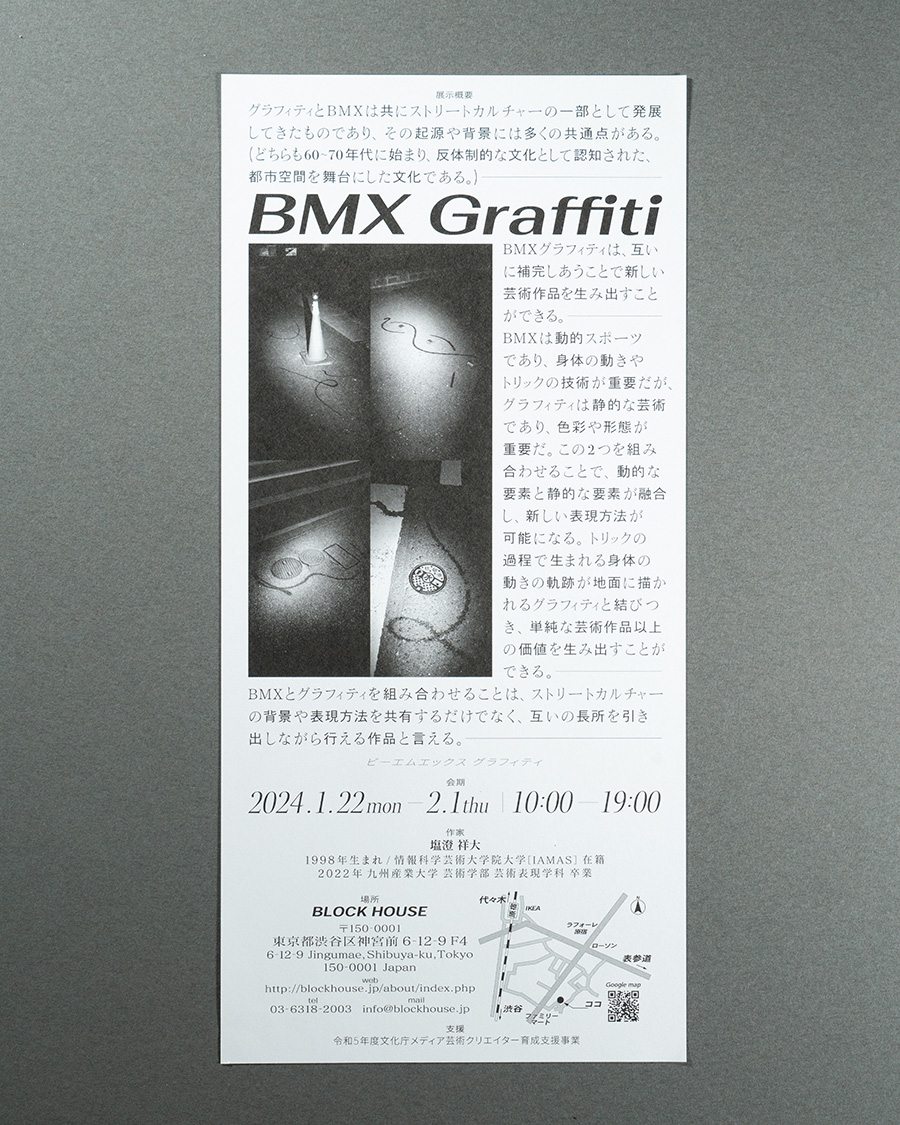 展示概要
グラフィティとBMXは共にストリートカルチャーの一部として発展
してきたものであり、その起源や背景には多くの共通点がある。
(どちらも60~70年代に始まり、反体制的な文化として認知された、
都市空間を舞台にした文化である。)
BMX Graffiti
BMXグラフィティは、互い
に補完しあうことで新しい
芸術作品を生み出すこと
ができる。
BMXは動的スポーツ
であり、身体の動きや
トリックの技術が重要だが、
グラフィティは静的な芸術
であり、色彩や形態が
重要だ。この2つを組み
合わせることで、動的な
要素と静的な要素が融合
し、新しい表現方法が
可能になる。トリックの
過程で生まれる身体の
動きの軌跡が地面に描か
れるグラフィティと結びつ
き、単純な芸術作品以上
の価値を生み出すことが
できる。
BMXとグラフィティを組み合わせることは、ストリートカルチャー
の背景や表現方法を共有するだけでなく、互いの長所を引き
出しながら行える作品と言える。
ビーエムエックス グラフィティ
会期
2024.1.22mon—2.1thu | 10:00—19:00
作家
塩澄 祥大
1998年生まれ/情報科学芸術大学院大学[IAMAS] 在籍
2022年 九州産業大学 芸術学部 芸術表現学科 卒業
場所
BLOCK HOUSE
〒150-0001
東京都渋谷区神宮前 6-12-9 F4
6-12-9 Jingumae, Shibuya-ku, Tokyo
150-0001 Japan
web
http://blockhouse.jp/about/index.php
tel
03-6318-2003
mail
info@blockhouse.jp
代々木
IKEA
ラフォーレ
原宿
ローソン
表参道
Google map
ココ
渋谷
ファミリー
マート
支援
令和5年度文化庁メディア芸術クリエイター育成支援事業